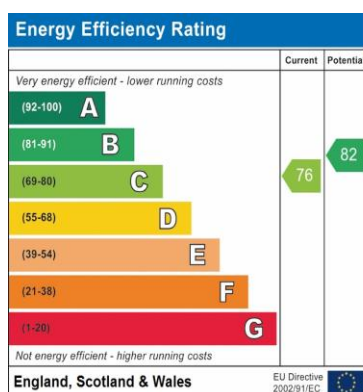 Energy Efficiency Rating
Current Potentia
Very energy efficient - lower running costs
(92-100) A
(81-91) B
82
(69-80) C
76
(55-68) D
(39-54) E
(21-38) F
(1-20) G
Not energy efficient - higher running costs
England, Scotland & Wales
EU Directive
2002/91/EC